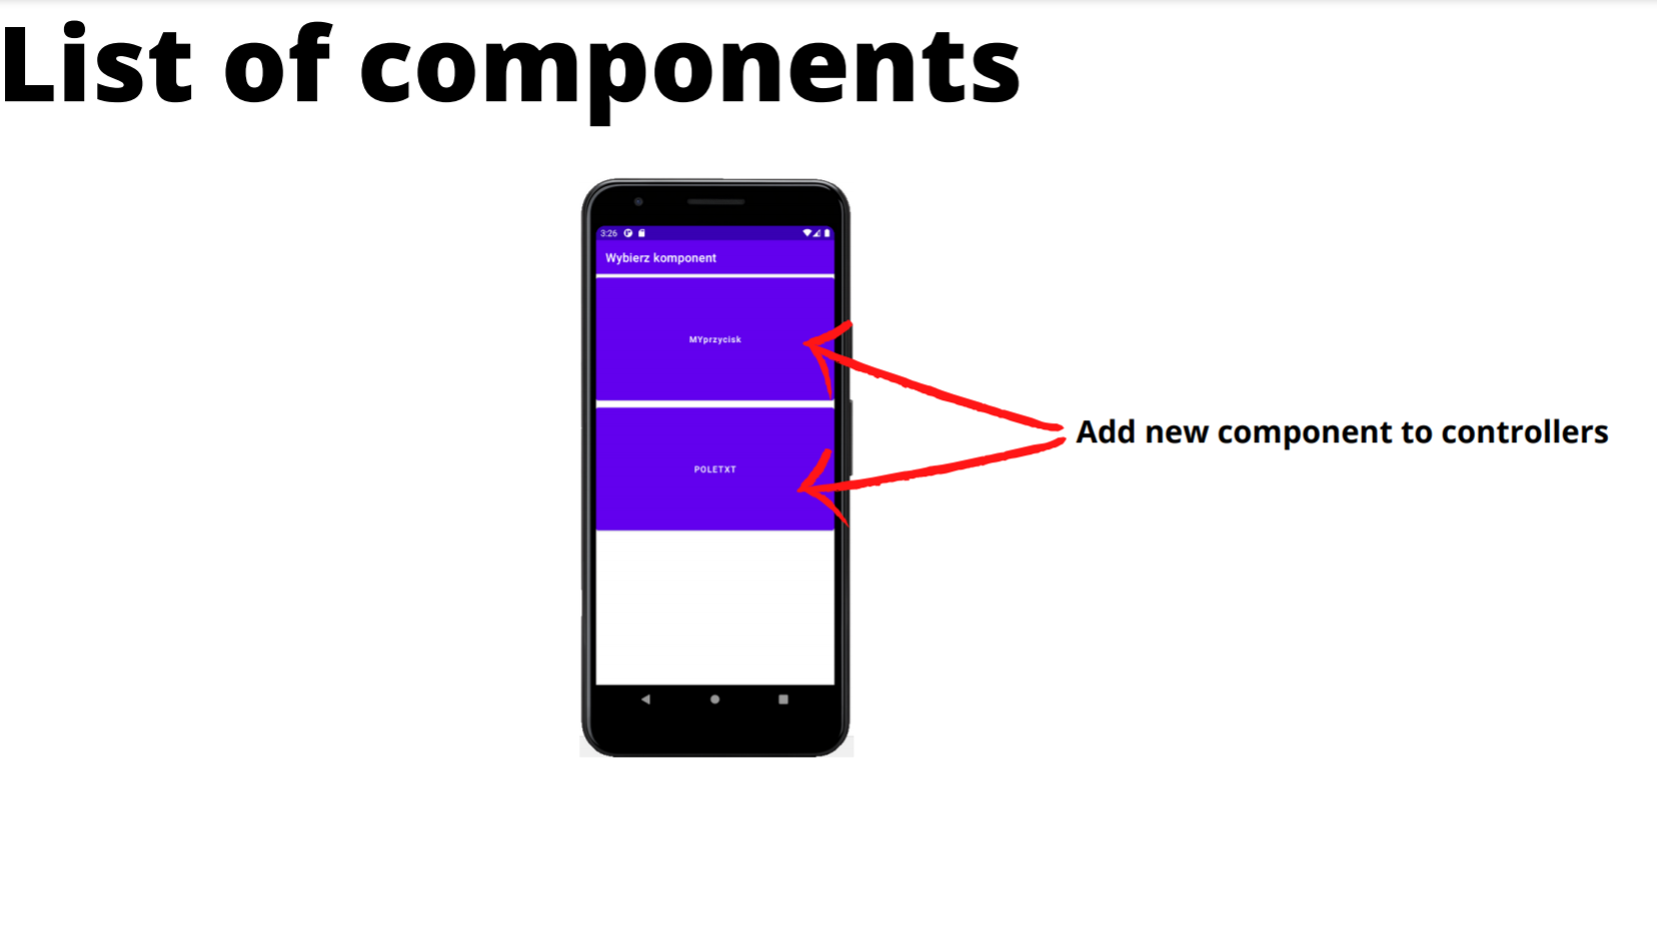 List of components
3:26
Wybierz komponent
MYprzycisk
Add new component to controllers
POLETXT